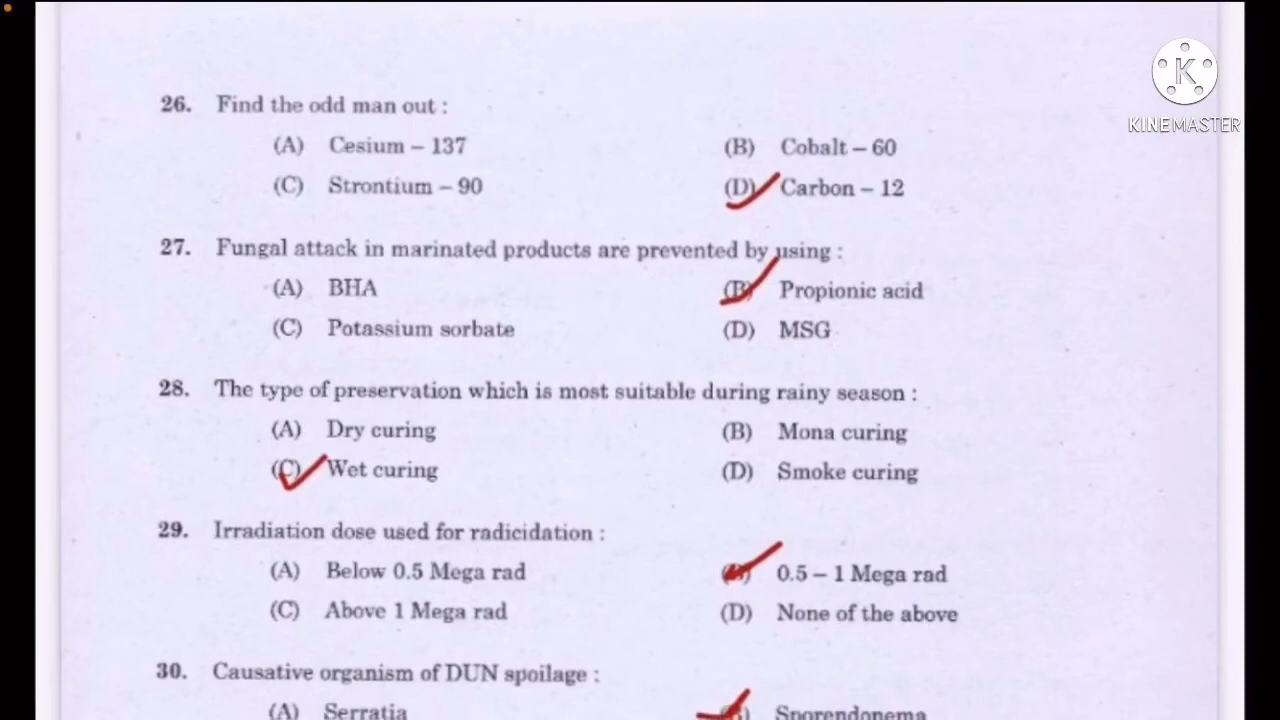 K
KINEMASTER
26. Find the odd man out :
(A) Cesium – 137 (B) Cobalt – 60
(C) Strontium – 90 (D) Carbon – 12
27. Fungal attack in marinated products are prevented by using :
(A) BHA (B) Propionic acid
(C) Potassium sorbate (D) MSG
28. The type of preservation which is most suitable during rainy season :
(A) Dry curing (B) Mona curing
(C) Wet curing (D) Smoke curing
29. Irradiation dose used for radicidation :
(A) Below 0.5 Mega rad (B) 0.5 – 1 Mega rad
(C) Above 1 Mega rad (D) None of the above
30. Causative organism of DUN spoilage :
(A) Serratia (B) Sporendonema